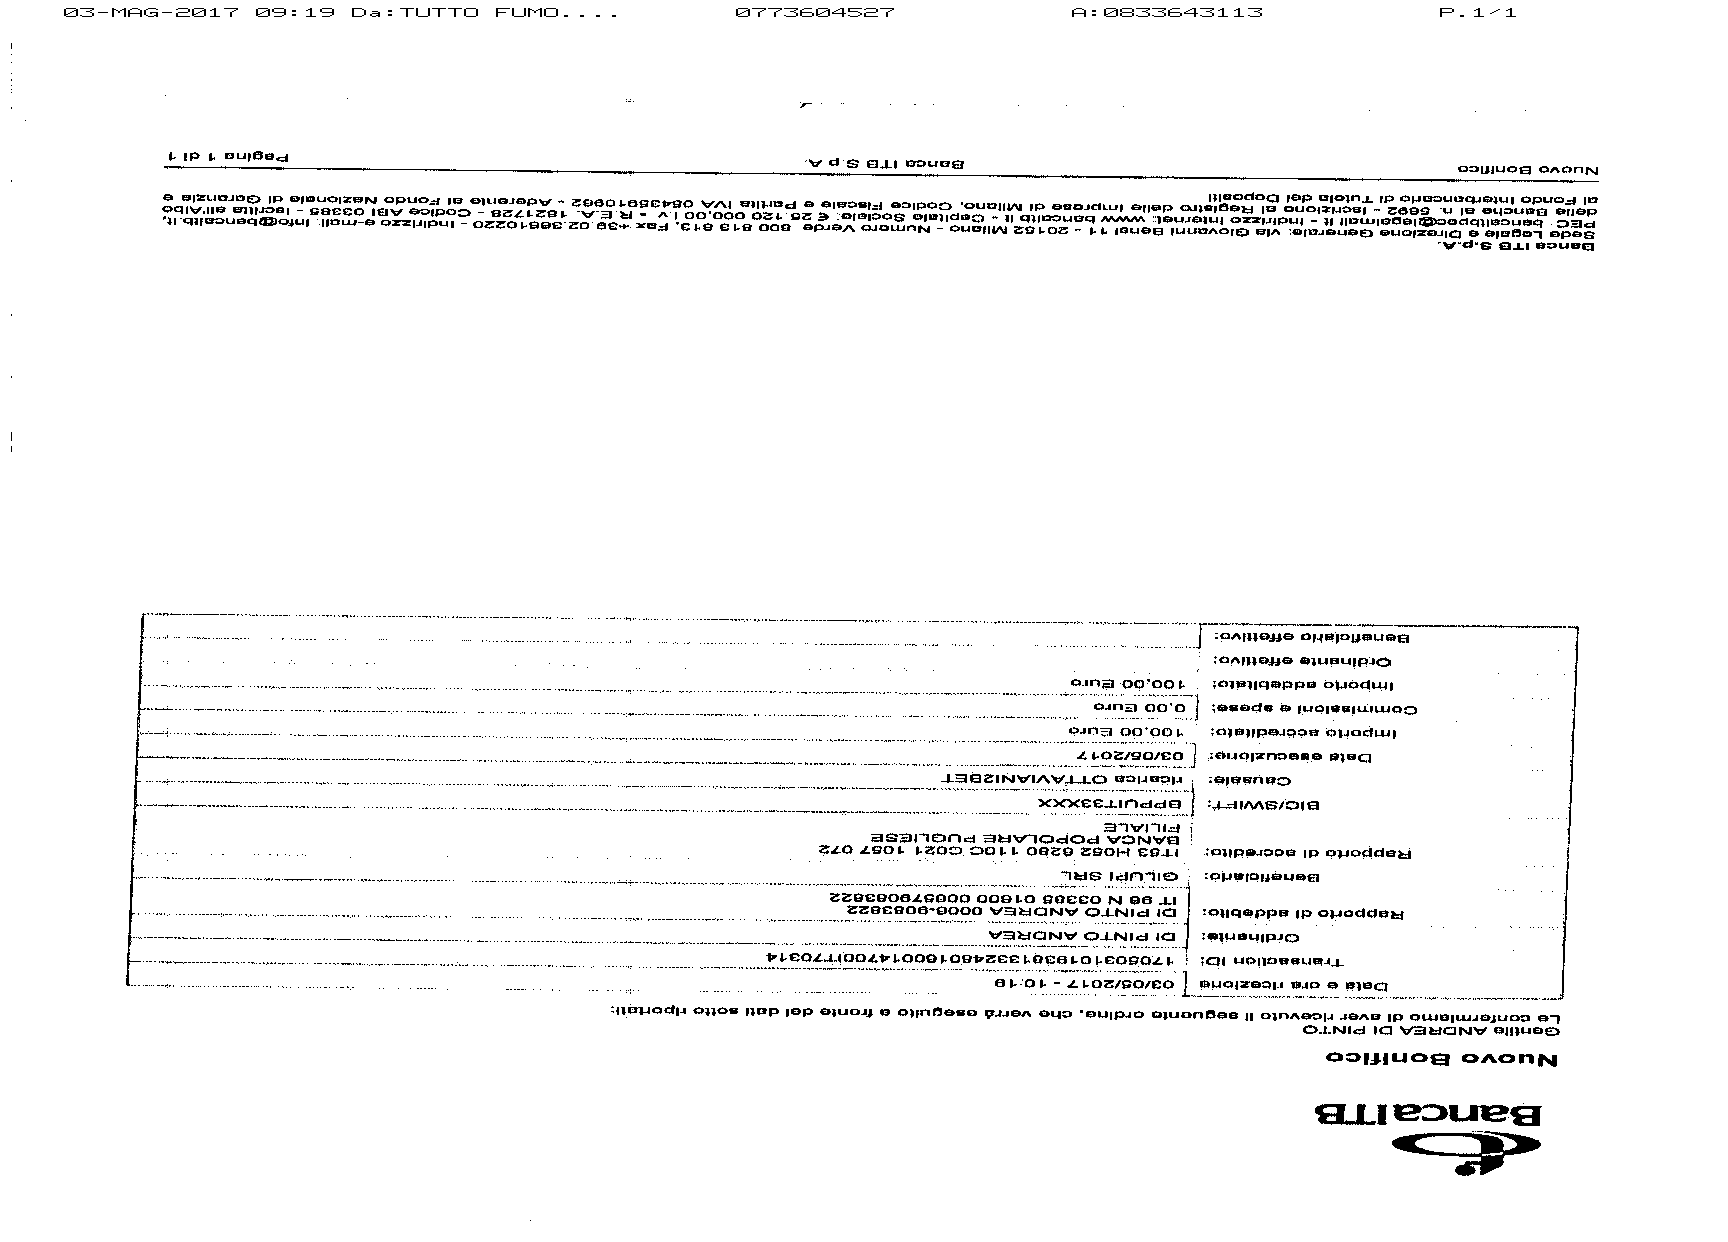 03-MAG-2017 09:19 Da:TUTTO FUMO.... 0773604527 A:0833643113 P.1/1
BancaITB
Nuovo Bonifico
Gentile ANDREA DI PINTO
Le confermiamo di aver ricevuto il seguente ordine, che verrà eseguito a fronte dei dati sotto riportati:
Data e ora ricezione 03/05/2017 - 10:19
Transaction ID:
Ordinante: DI PINTO ANDREA
Rapporto di addebito: DI PINTO ANDREA 0006-9083822
IT 96 N 03385 01600 000579083822
Beneficiario: GILUPI SRL
Rapporto di accredito: IT63 H052 6280 110C C021 1057 072
BANCA POPOLARE PUGLIESE
FILIALE
BIC/SWIFT: BPPUIT33XXX
Causale: ricarica OTTAVIANI2BET
Data esecuzione: 03/05/2017
Importo accreditato: 100,00 Euro
Commissioni e spese: 0,00 Euro
Importo addebitato: 100,00 Euro
Ordinante effettivo:
Beneficiario effettivo:
Banca ITB S.p.A.
Sede Legale e Direzione Generale: via Giovanni Bensi 11 - 20152 Milano - Numero Verde 800 813 813, Fax +39 02.36510220 - Indirizzo e-mail: info@bancaitb.it,
PEC: bancaitbpec@legalmail.it - Indirizzo Internet: www.bancaitb.it - Capitale Sociale: € 25.120.000,00 i.v. - R.E.A. 1821728 - Codice ABI 03385 - Iscritta all'Albo
delle Banche al n. 5692 - Iscrizione al Registro delle Imprese di Milano, Codice Fiscale e Partita IVA 05435910962 - Aderente al Fondo Nazionale di Garanzia e
al Fondo Interbancario di Tutela dei Depositi
Nuovo Bonifico Banca ITB S.p.A. Pagina 1 di 1